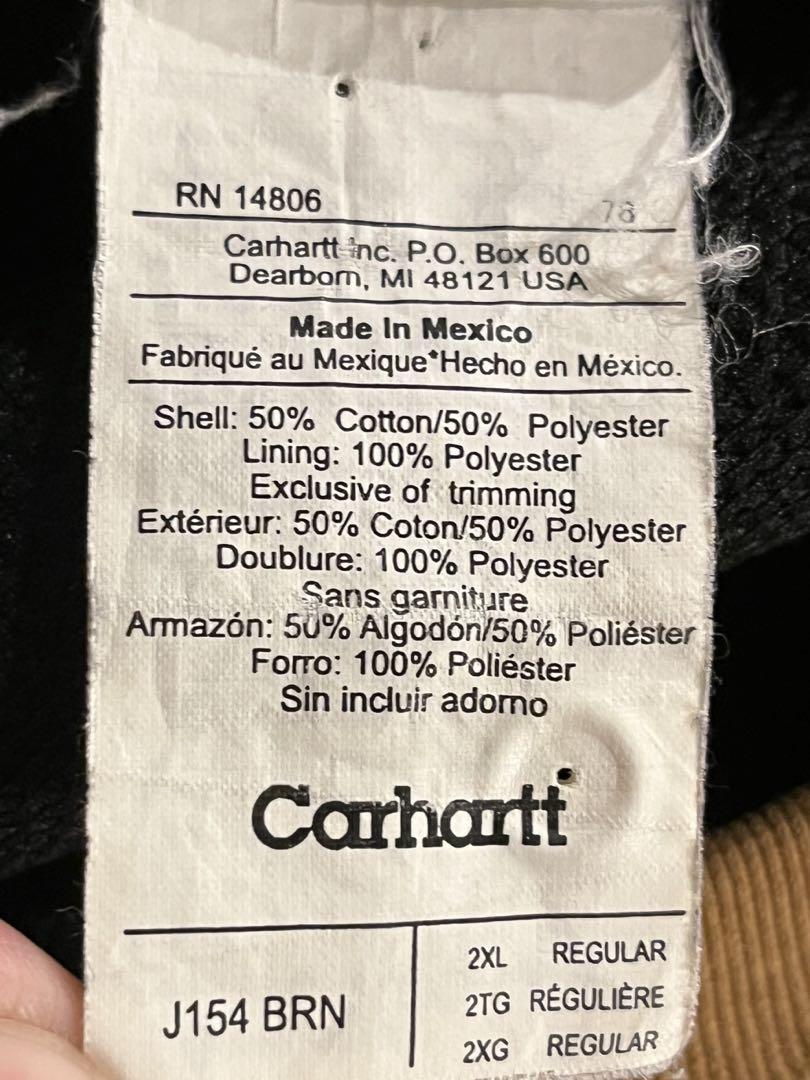 RN 14806 78
Carhartt Inc. P.O. Box 600
Dearborn, MI 48121 USA
Made In Mexico
Fabriqué au Mexique*Hecho en México.
Shell: 50% Cotton/50% Polyester
Lining: 100% Polyester
Exclusive of trimming
Extérieur: 50% Coton/50% Polyester
Doublure: 100% Polyester
Sans garniture
Armazón: 50% Algodón/50% Poliéster
Forro: 100% Poliéster
Sin incluir adorno
Carhartt
J154 BRN
2XL REGULAR
2TG RÉGULIÈRE
2XG REGULAR